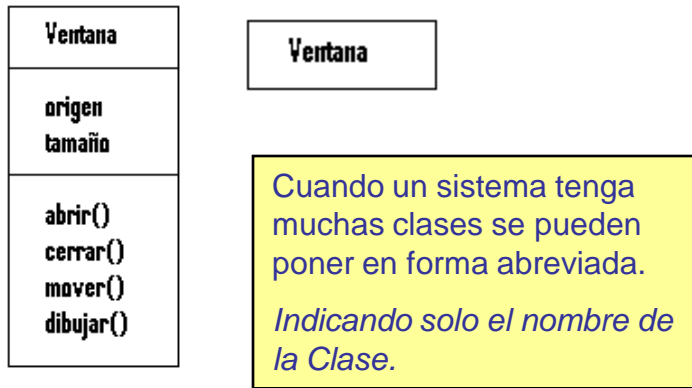 Ventana
origen
tamaño
abrir()
cerrar()
mover()
dibujar()
Ventana
Cuando un sistema tenga
muchas clases se pueden
poner en forma abreviada.
Indicando solo el nombre de
la Clase.